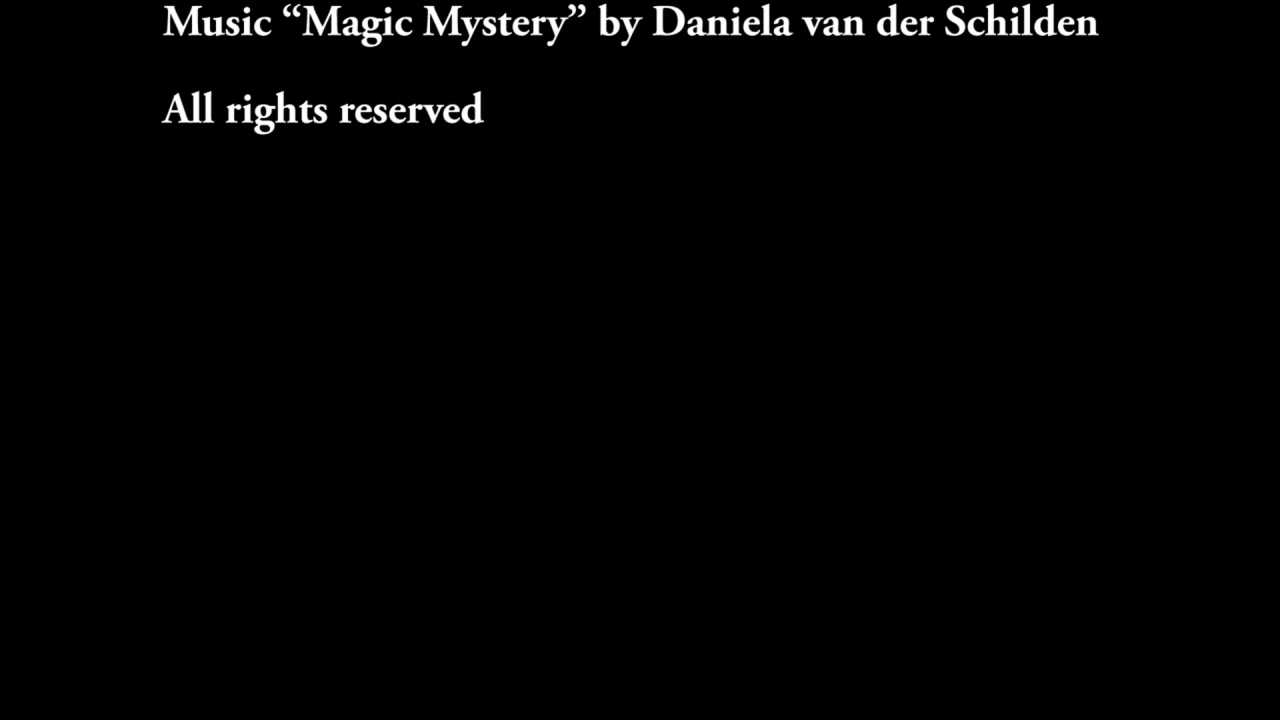 Music “Magic Mystery” by Daniela van der Schilden
All rights reserved